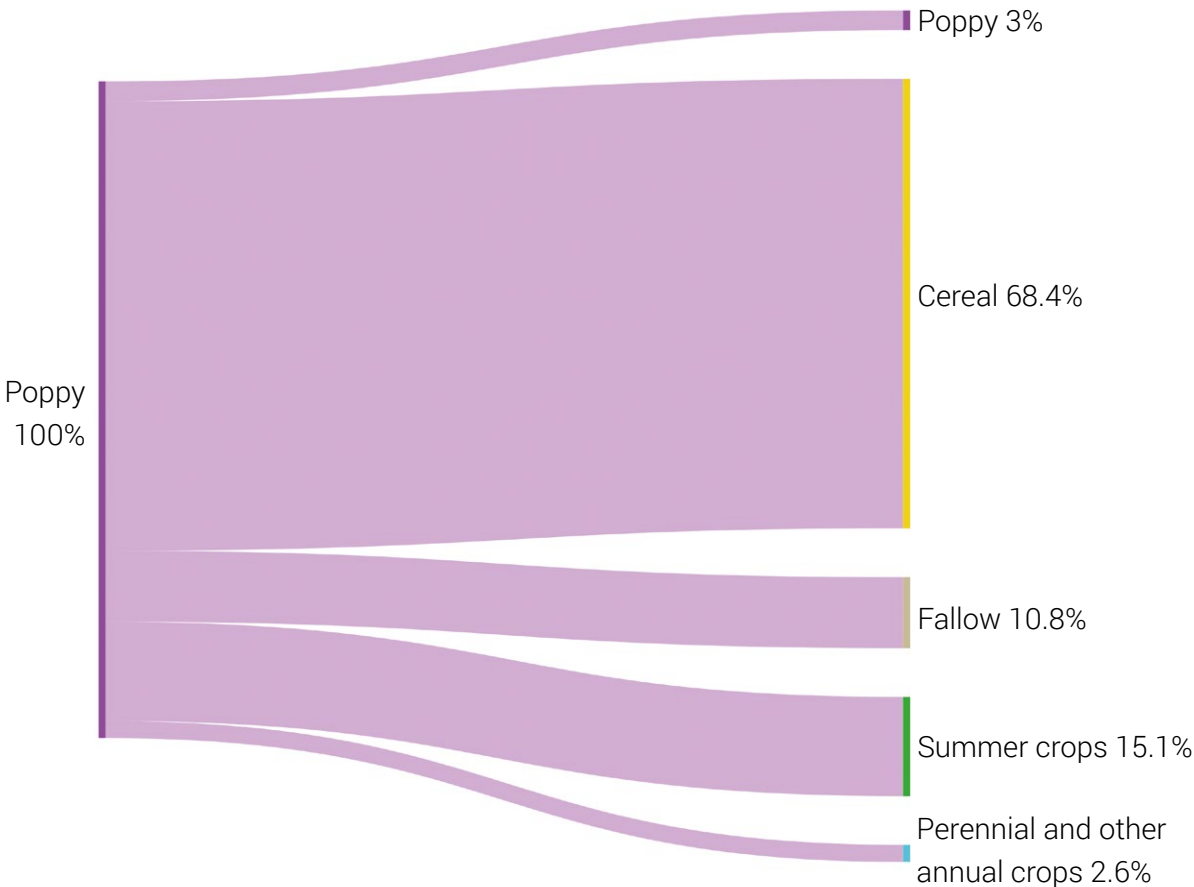 Poppy 3%
Cereal 68.4%
Poppy
100%
Fallow 10.8%
Summer crops 15.1%
Perennial and other
annual crops 2.6%